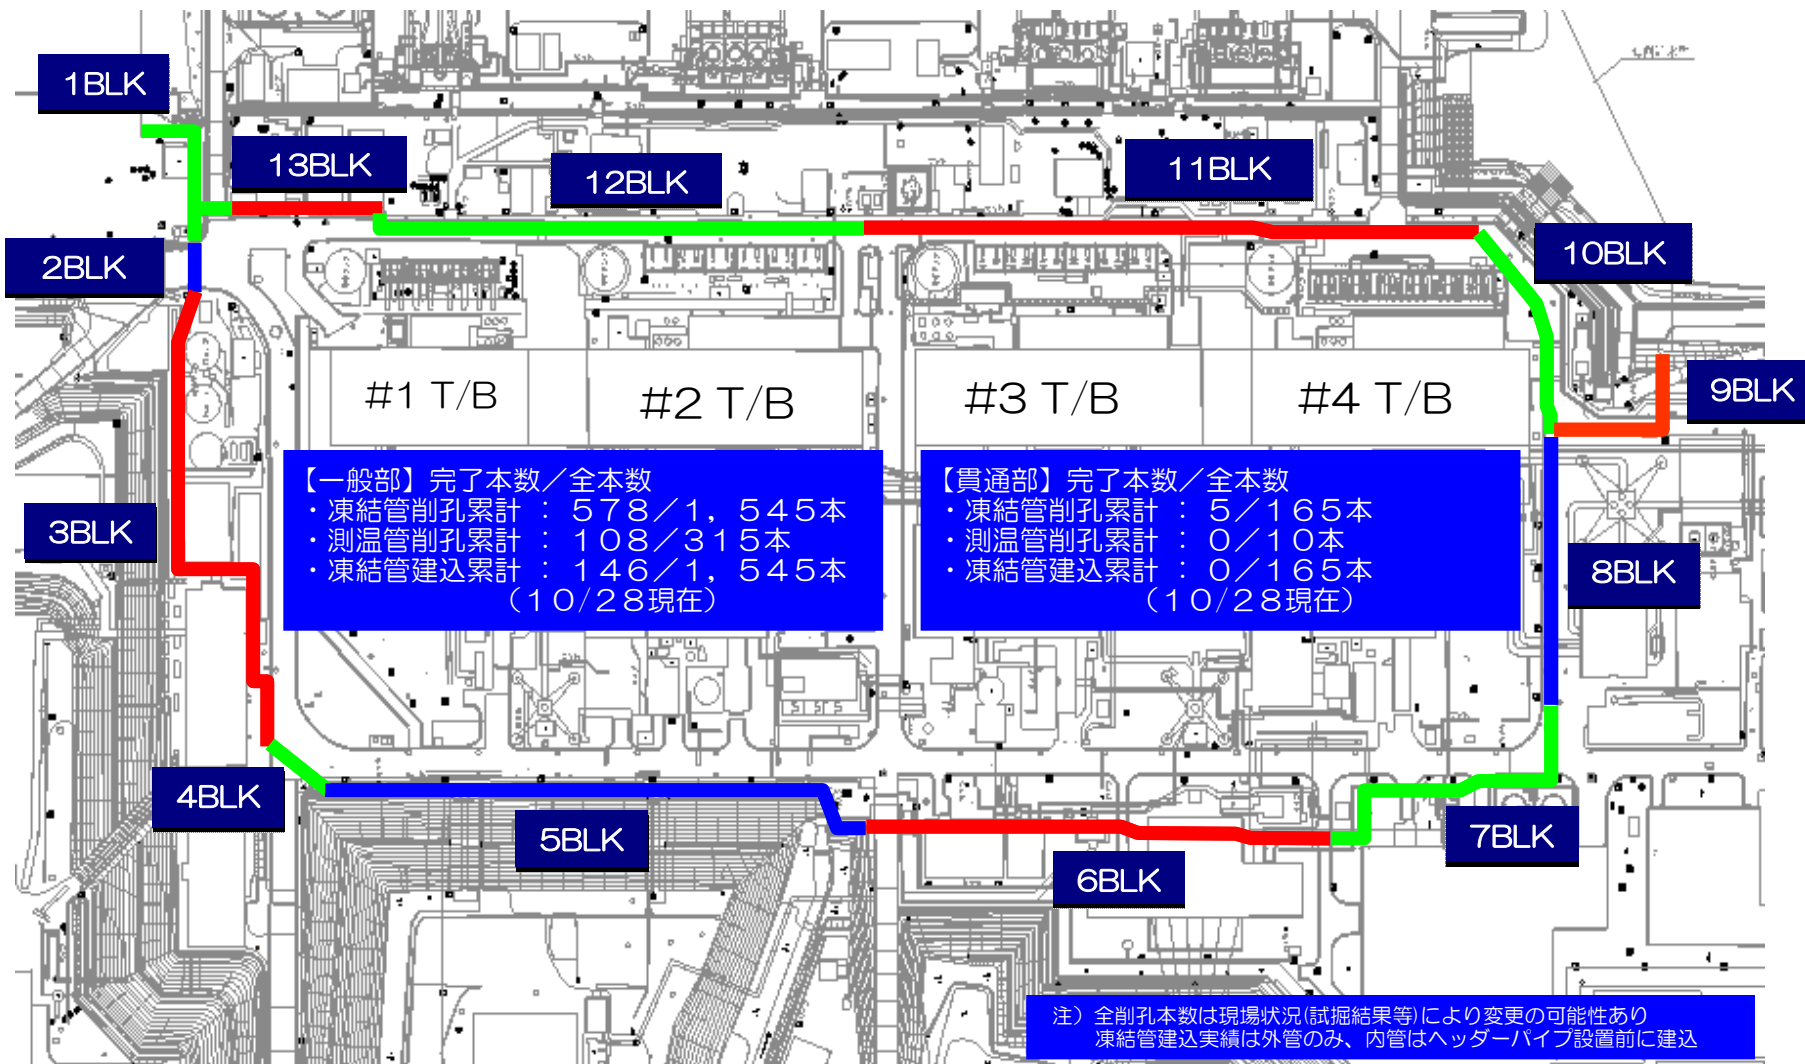 1BLK
13BLK
12BLK
11BLK
2BLK
10BLK
#1 T/B
#2 T/B
#3 T/B
#4 T/B
9BLK
【一般部】完了本数／全本数
・凍結管削孔累計 ： ５７８／１，５４５本
・測温管削孔累計 ： １０８／３１５本
・凍結管建込累計 ： １４６／１，５４５本
（１０/２８現在）
【貫通部】完了本数／全本数
・凍結管削孔累計 ： ５／１６５本
・測温管削孔累計 ： ０／１０本
・凍結管建込累計 ： ０／１６５本
（１０/２８現在）
3BLK
8BLK
4BLK
5BLK
7BLK
6BLK
注）全削孔本数は現場状況(試掘結果等)により変更の可能性あり
凍結管建込実績は外管のみ、内管はヘッダーパイプ設置前に建込